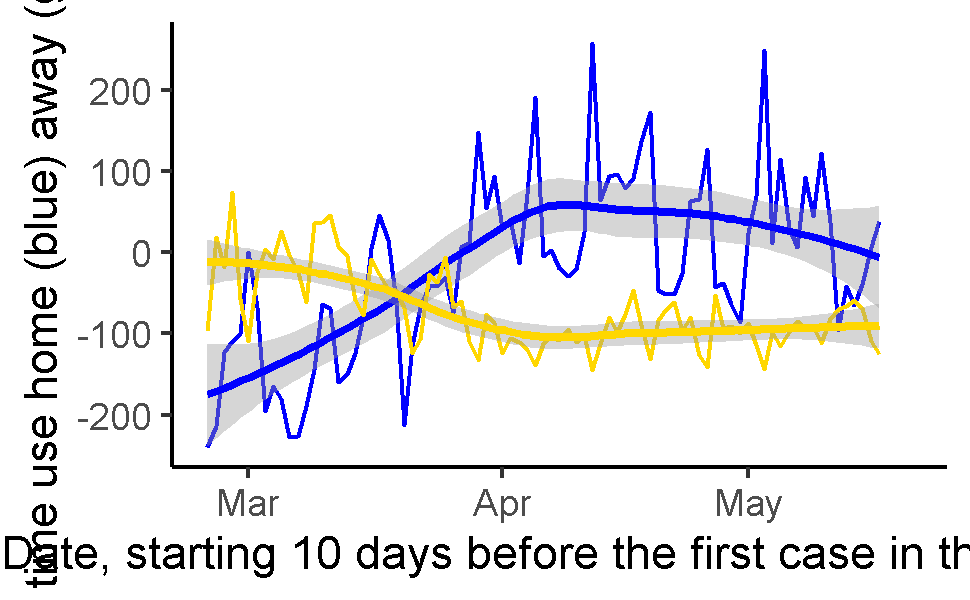 time use home (blue) away (
200
100
0
-100
-200
Mar Apr May
Date, starting 10 days before the first case in th